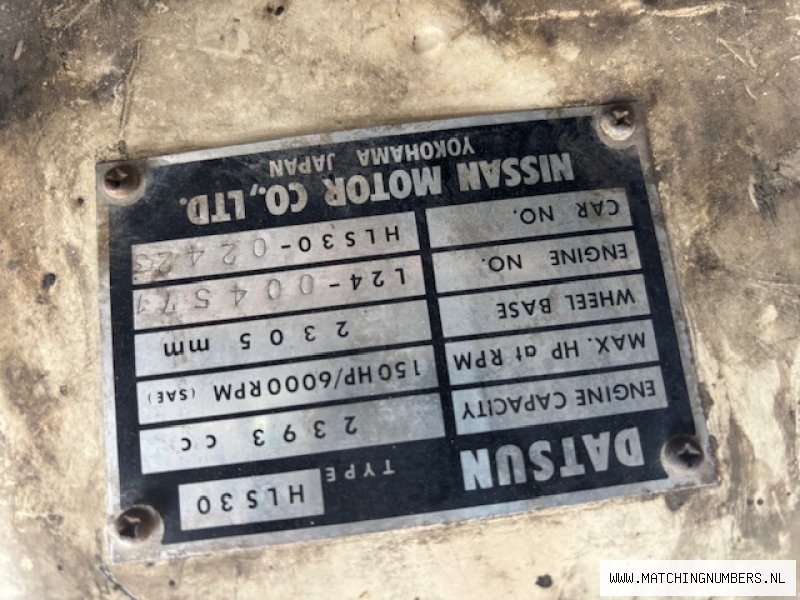 DATSUN TYPE HLS30
ENGINE CAPACITY 2393 cc
MAX. HP at RPM 150HP/6000RPM (SAE)
WHEEL BASE 2305 mm
ENGINE NO. L24-004571
CAR NO. HLS30-02423
NISSAN MOTOR CO., LTD.
YOKOHAMA JAPAN
WWW.MATCHINGNUMBERS.NL